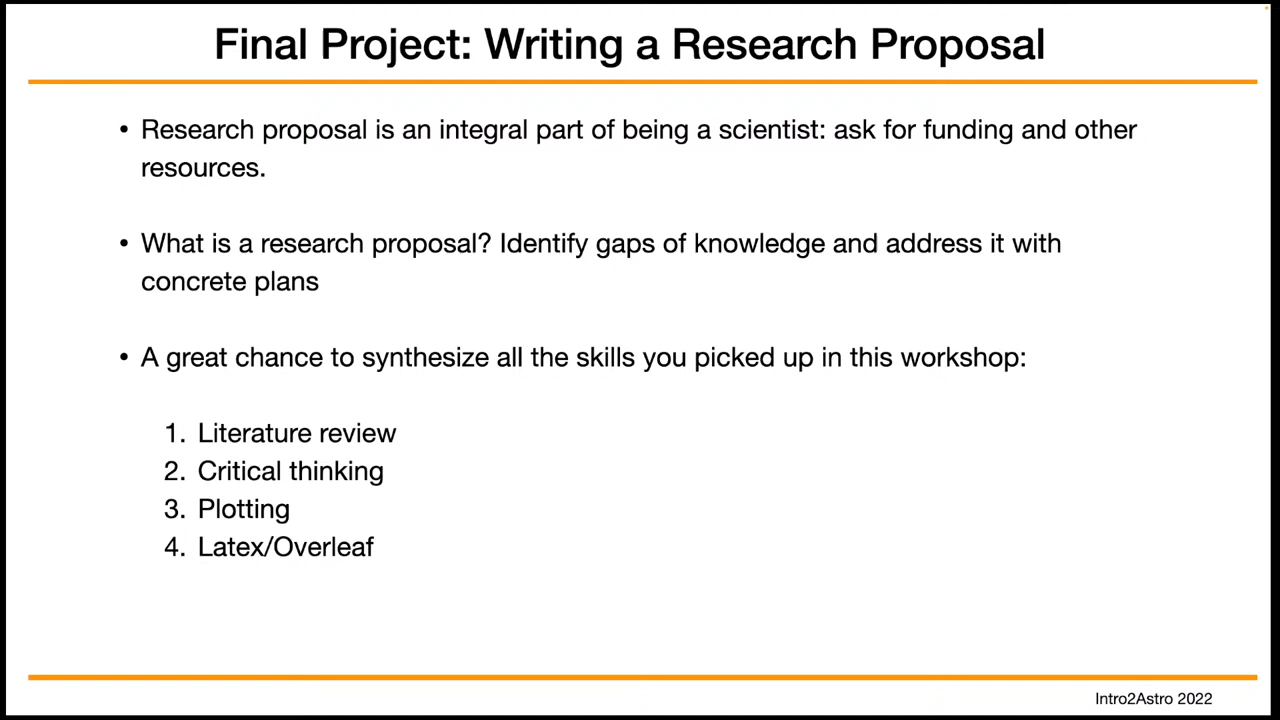 Final Project: Writing a Research Proposal
• Research proposal is an integral part of being a scientist: ask for funding and other
resources.
• What is a research proposal? Identify gaps of knowledge and address it with
concrete plans
• A great chance to synthesize all the skills you picked up in this workshop:
1. Literature review
2. Critical thinking
3. Plotting
4. Latex/Overleaf
Intro2Astro 2022